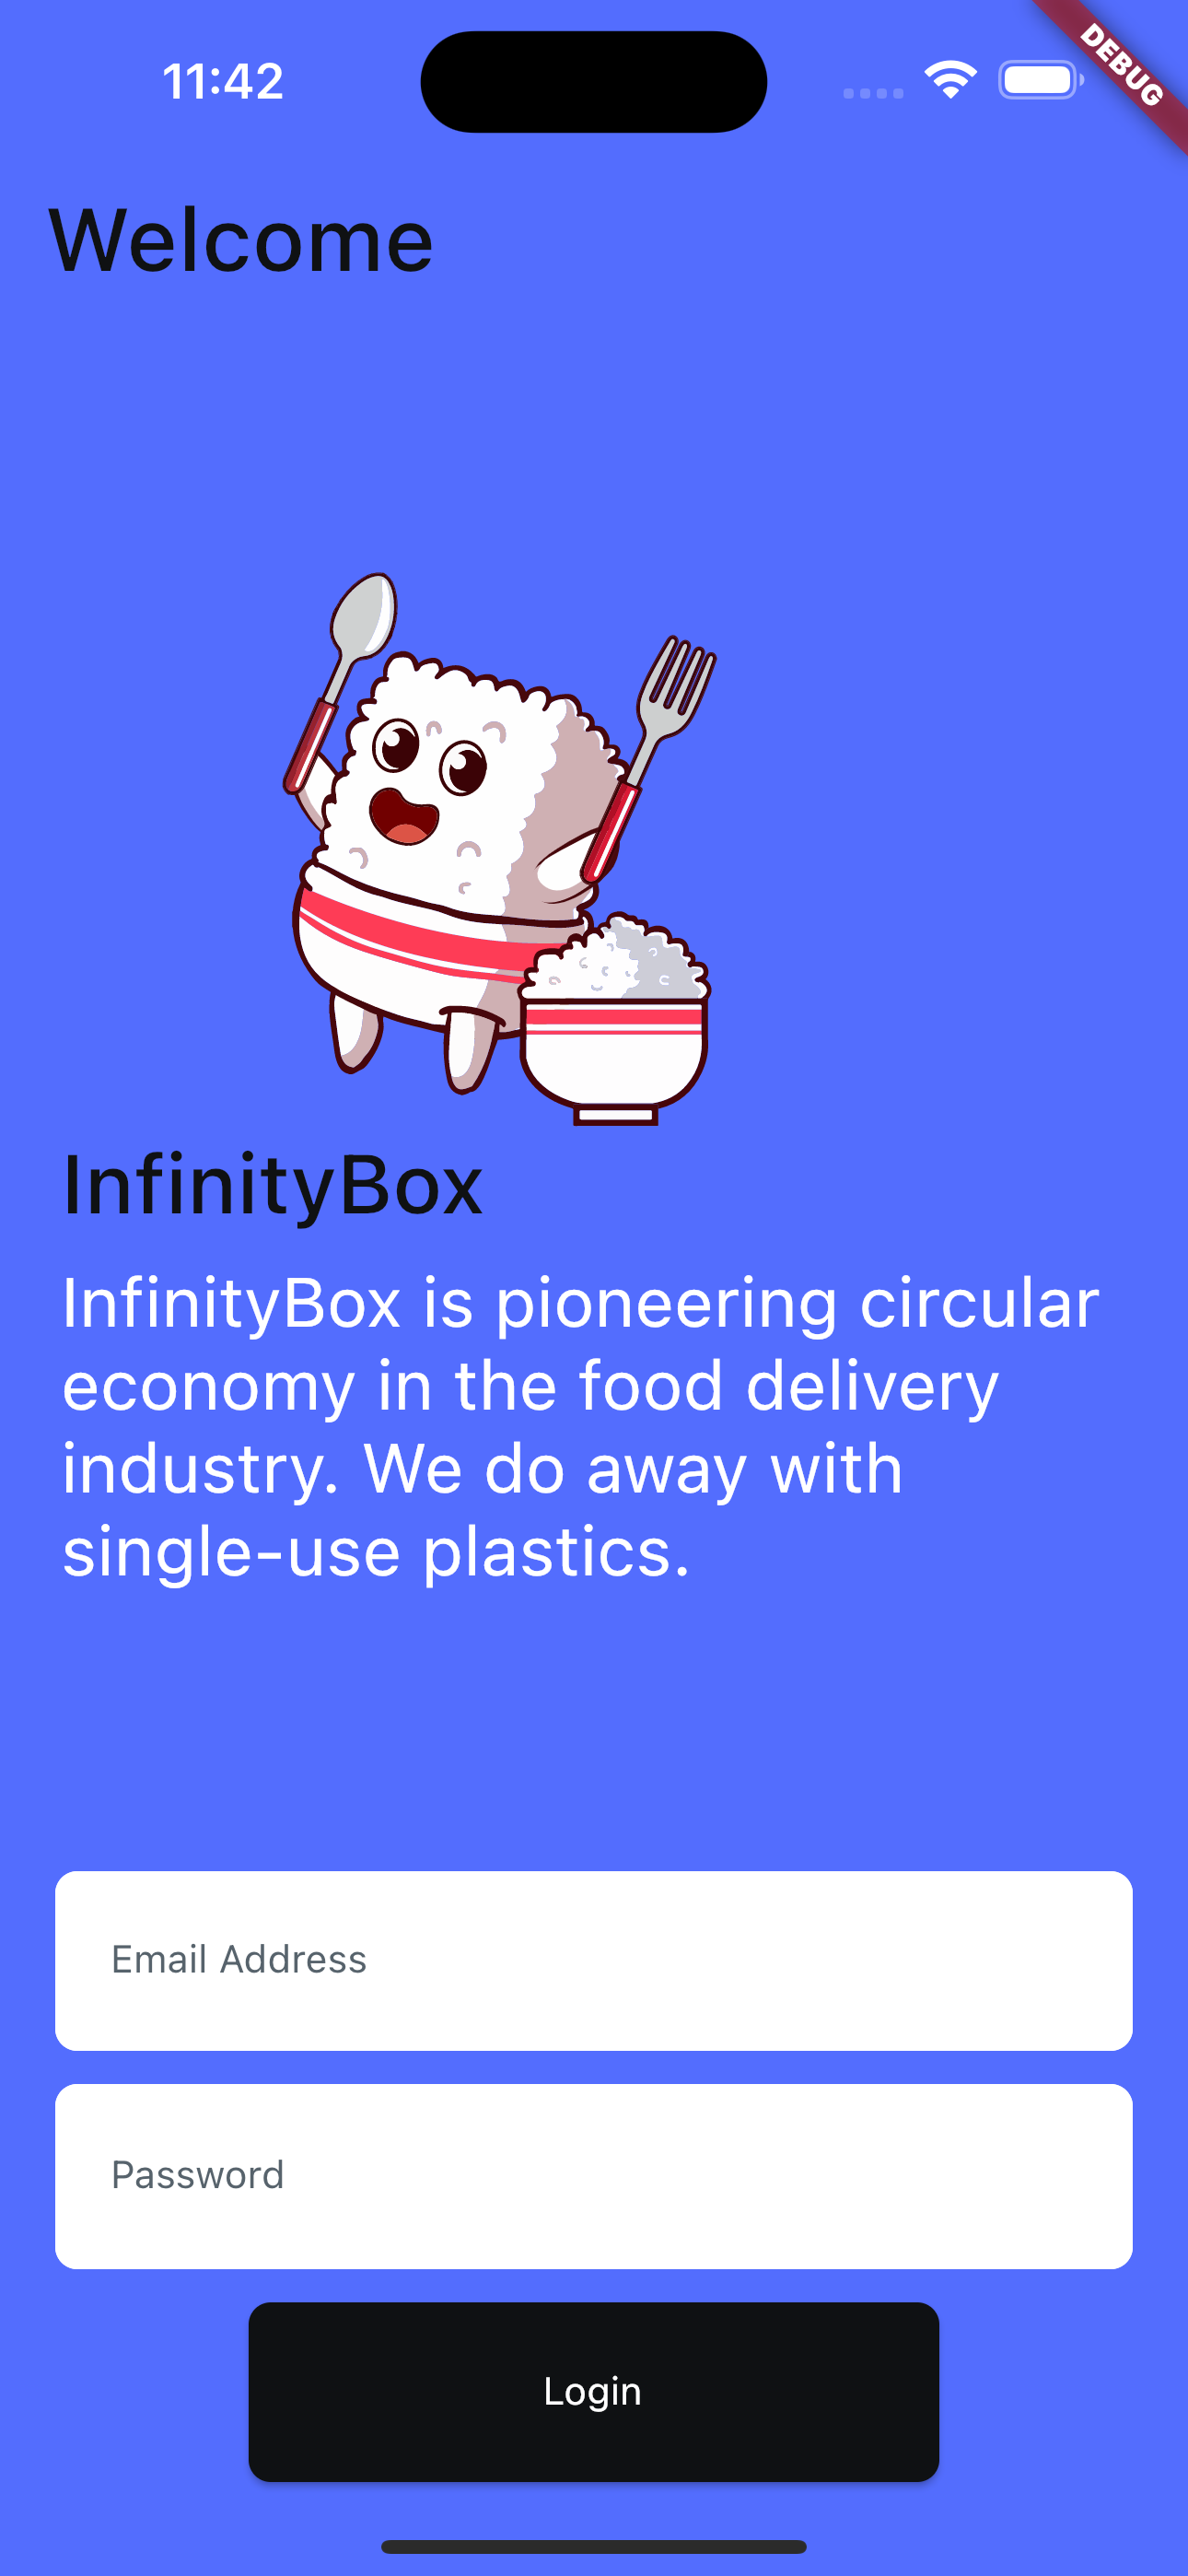 11:42
DEBUG
Welcome
InfinityBox
InfinityBox is pioneering circular
economy in the food delivery
industry. We do away with
single-use plastics.
Email Address
Password
Login